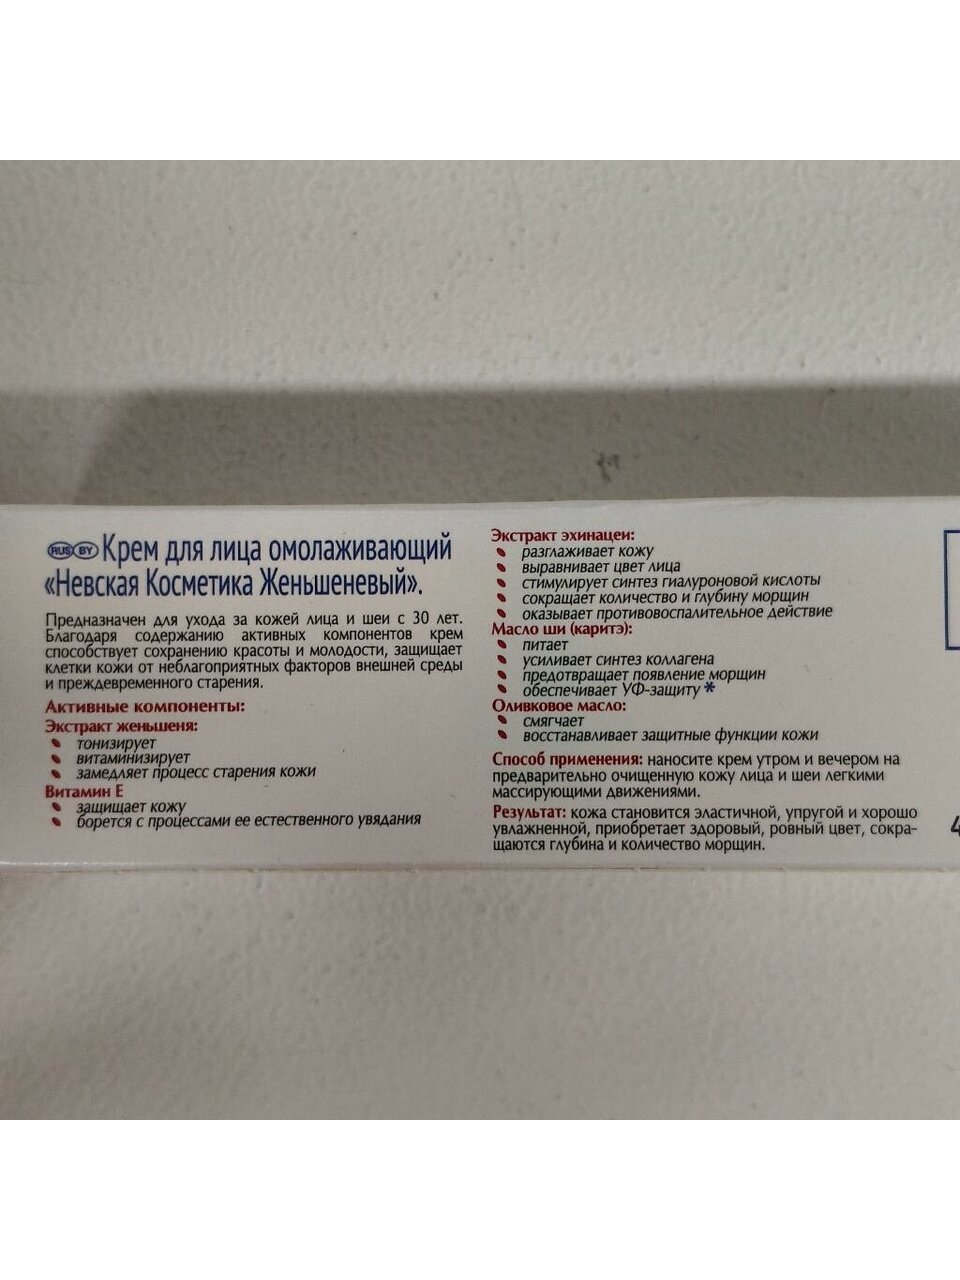 RUS BY Крем для лица омолаживающий
«Невская Косметика Женьшеневый».
Предназначен для ухода за кожей лица и шеи с 30 лет.
Благодаря содержанию активных компонентов крем
способствует сохранению красоты и молодости, защищает
клетки кожи от неблагоприятных факторов внешней среды
и преждевременного старения.
Активные компоненты:
Экстракт женьшеня:
тонизирует
витаминизирует
замедляет процесс старения кожи
Витамин Е
защищает кожу
борется с процессами ее естественного увядания
Экстракт эхинацеи:
разглаживает кожу
выравнивает цвет лица
стимулирует синтез гиалуроновой кислоты
сокращает количество и глубину морщин
оказывает противовоспалительное действие
Масло ши (каритэ):
питает
усиливает синтез коллагена
предотвращает появление морщин
обеспечивает УФ-защиту *
Оливковое масло:
смягчает
восстанавливает защитные функции кожи
Способ применения: наносите крем утром и вечером на
предварительно очищенную кожу лица и шеи легкими
массирующими движениями.
Результат: кожа становится эластичной, упругой и хорошо
увлажненной, приобретает здоровый, ровный цвет, сокра-
щаются глубина и количество морщин.
4